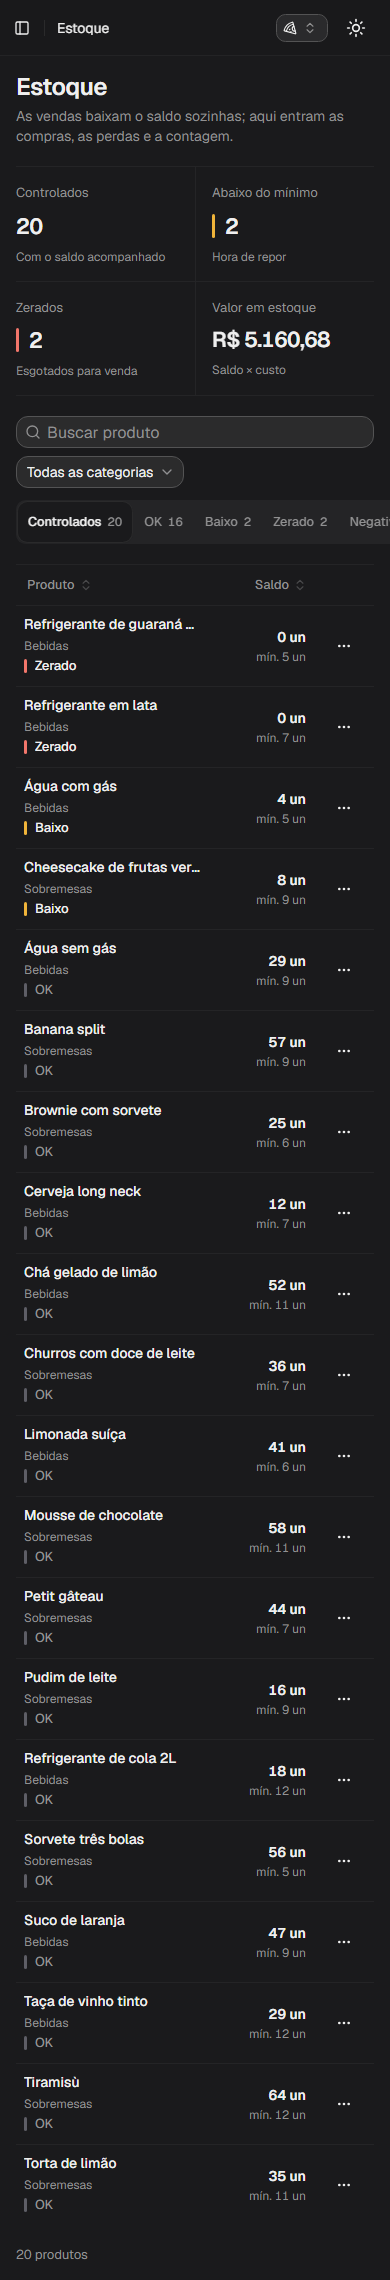 Estoque
Estoque
As vendas baixam o saldo sozinhas; aqui entram as
compras, as perdas e a contagem.
Controlados
20
Com o saldo acompanhado
Abaixo do mínimo
2
Hora de repor
Zerados
2
Esgotados para venda
Valor em estoque
R$ 5.160,68
Saldo × custo
Buscar produto
Todas as categorias
Controlados 20 OK 16 Baixo 2 Zerado 2 Negati
Produto Saldo
Refrigerante de guaraná ...
Bebidas
Zerado
0 un
mín. 5 un
Refrigerante em lata
Bebidas
Zerado
0 un
mín. 7 un
Água com gás
Bebidas
Baixo
4 un
mín. 5 un
Cheesecake de frutas ver...
Sobremesas
Baixo
8 un
mín. 9 un
Água sem gás
Bebidas
OK
29 un
mín. 9 un
Banana split
Sobremesas
OK
57 un
mín. 9 un
Brownie com sorvete
Sobremesas
OK
25 un
mín. 6 un
Cerveja long neck
Bebidas
OK
12 un
mín. 7 un
Chá gelado de limão
Bebidas
OK
52 un
mín. 11 un
Churros com doce de leite
Sobremesas
OK
36 un
mín. 7 un
Limonada suíça
Bebidas
OK
41 un
mín. 6 un
Mousse de chocolate
Sobremesas
OK
58 un
mín. 11 un
Petit gâteau
Sobremesas
OK
44 un
mín. 7 un
Pudim de leite
Sobremesas
OK
16 un
mín. 9 un
Refrigerante de cola 2L
Bebidas
OK
18 un
mín. 12 un
Sorvete três bolas
Sobremesas
OK
56 un
mín. 5 un
Suco de laranja
Bebidas
OK
47 un
mín. 9 un
Taça de vinho tinto
Bebidas
OK
29 un
mín. 12 un
Tiramisù
Sobremesas
OK
64 un
mín. 12 un
Torta de limão
Sobremesas
OK
35 un
mín. 11 un
20 produtos